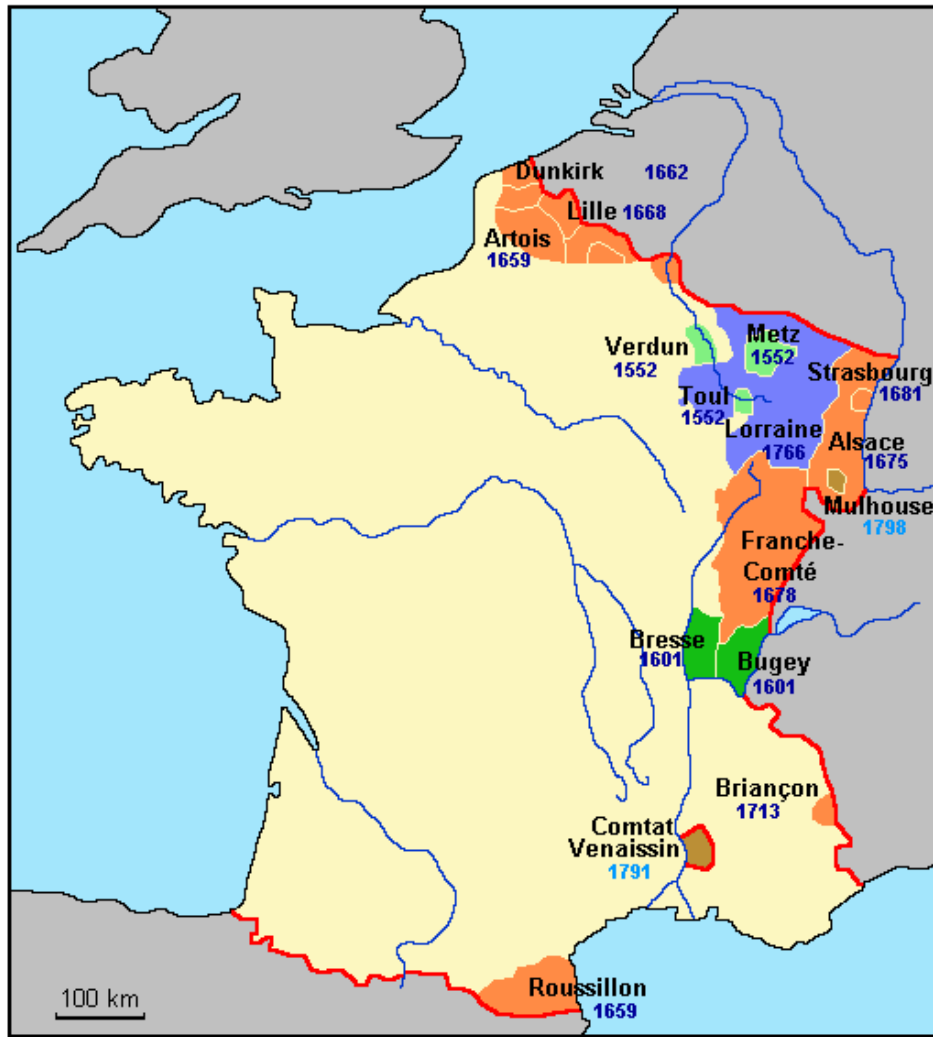 Dunkirk 1662
Lille 1668
Artois
1659
Verdun
1552
Metz
1552
Strasbourg
1681
Toul
1552
Lorraine
1766
Alsace
1675
Mulhouse
1798
Franche-
Comté
1678
Bresse
1601
Bugey
1601
Briançon
1713
Comtat
Venaissin
1791
Roussillon
1659
100 km